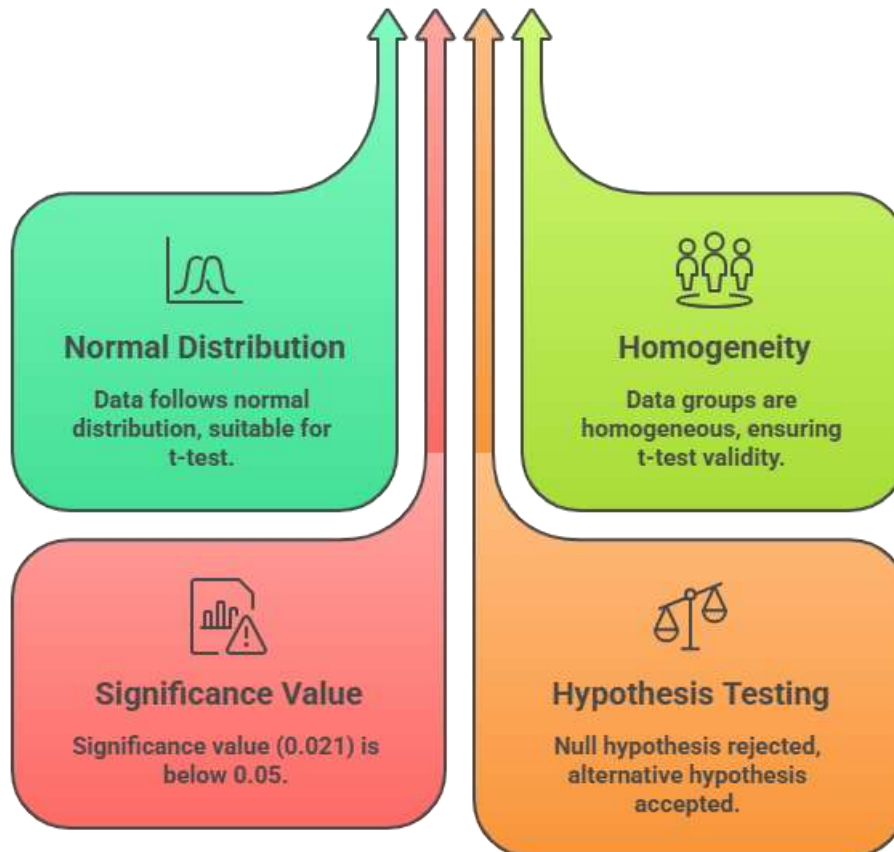 Normal Distribution
Data follows normal
distribution, suitable for
t-test.
Homogeneity
Data groups are
homogeneous, ensuring
t-test validity.
Significance Value
Significance value (0.021) is
below 0.05.
Hypothesis Testing
Null hypothesis rejected,
alternative hypothesis
accepted.